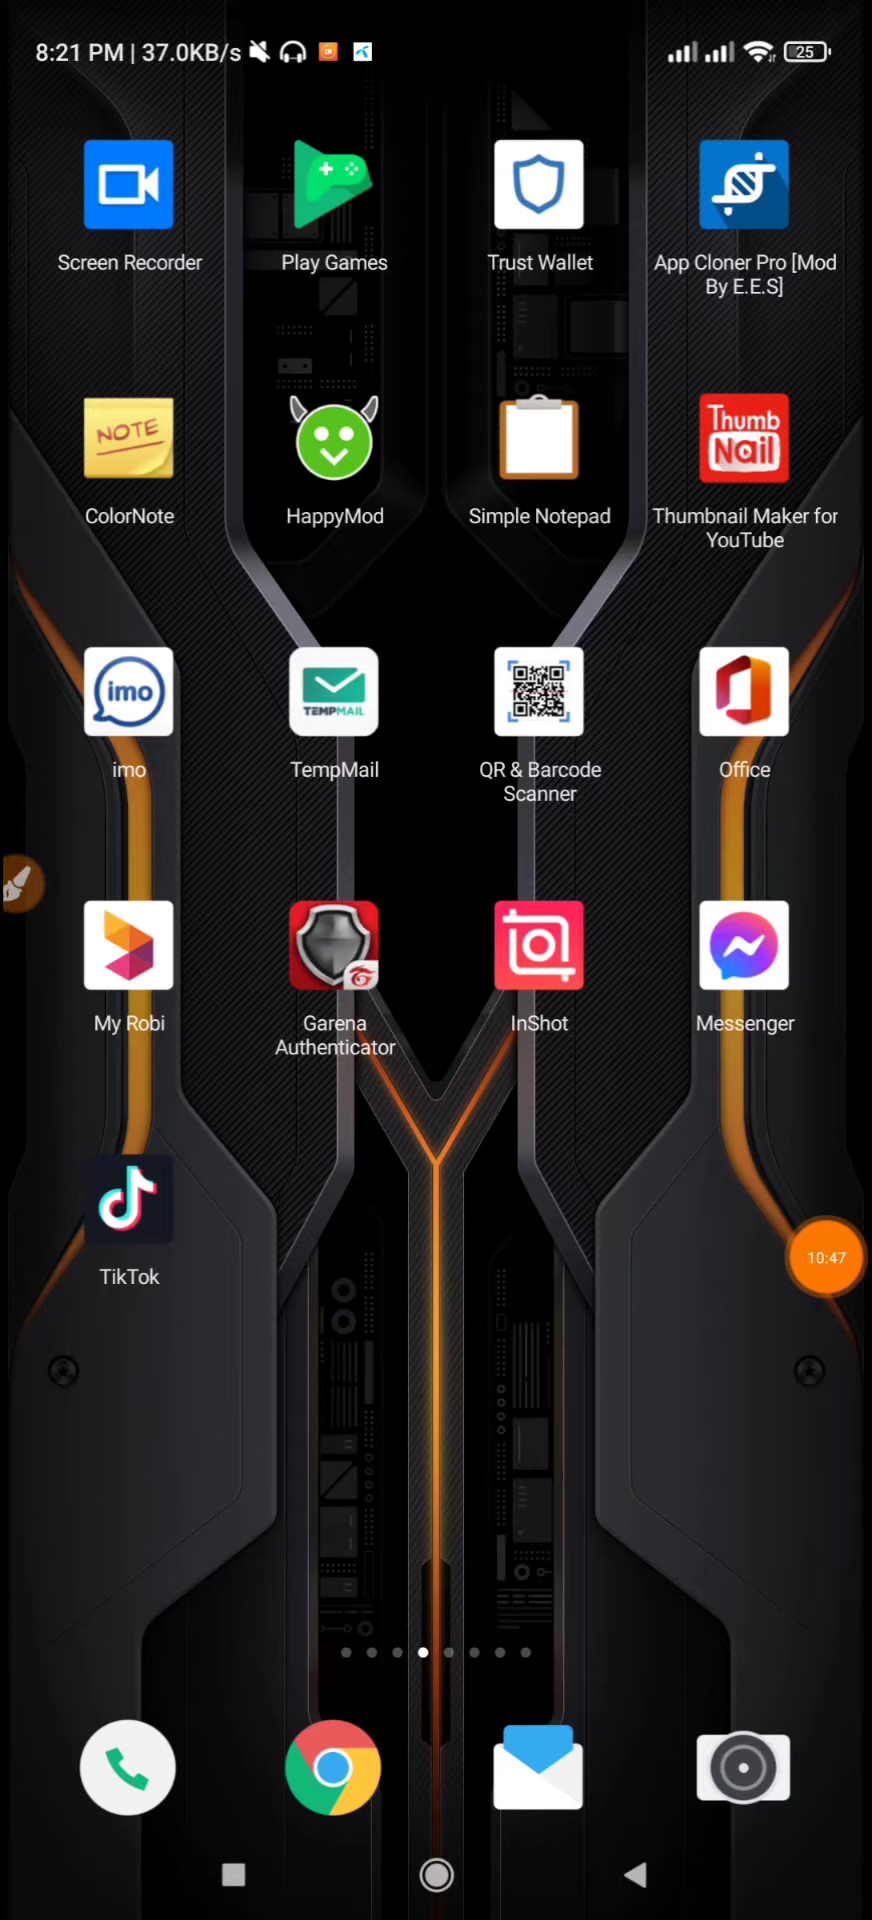 8:21 PM | 37.0KB/s
25
Screen Recorder
Play Games
Trust Wallet
App Cloner Pro [Mod
By E.E.S]
NOTE
Thumb
Nail
ColorNote
HappyMod
Simple Notepad
Thumbnail Maker for
YouTube
imo
TEMPMAIL
imo
TempMail
QR & Barcode
Scanner
Office
My Robi
Garena
Authenticator
InShot
Messenger
TikTok
10:47